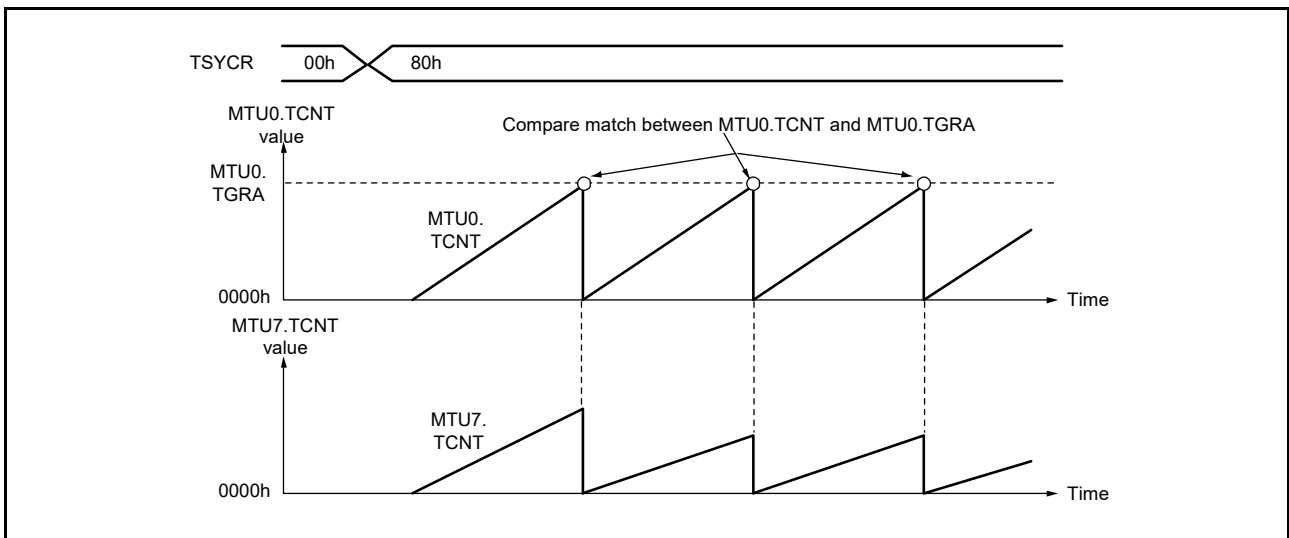 TSYCR 00h 80h
MTU0.TCNT
value
Compare match between MTU0.TCNT and MTU0.TGRA
MTU0.
TGRA
MTU0.
TCNT
0000h
Time
MTU7.TCNT
value
MTU7.
TCNT
0000h
Time